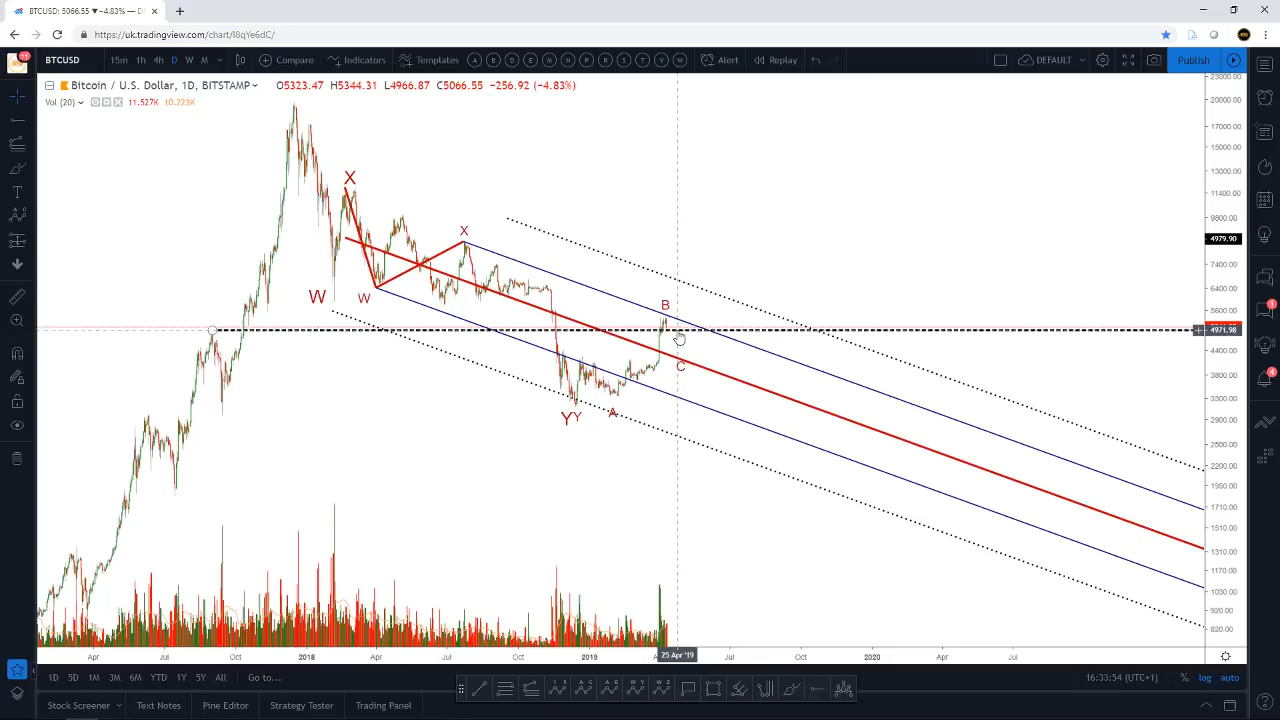 BTCUSD: 5066.55 ▼−4.83% — D
https://uk.tradingview.com/chart/I8qYe6dC/
11
BTCUSD
15m 1h 4h D W M
Compare
Indicators
Templates
A B D E H M N P R S T V W
Alert
Replay
DEFAULT
Publish
Bitcoin / U.S. Dollar, 1D, BITSTAMP
O5323.47 H5344.31 L4966.87 C5066.55 −256.92 (−4.83%)
Vol (20)
11.527K 10.223K
X
X
W
W
B
C
A
YY
23000.00
20000.00
17000.00
15000.00
13000.00
11400.00
9800.00
4979.90
7400.00
6400.00
5600.00
4971.98
4400.00
3800.00
3300.00
2900.00
2500.00
2200.00
1950.00
1710.00
1510.00
1310.00
1170.00
1030.00
920.00
820.00
1
4
Apr Jul Oct 2018 Apr Jul Oct 2019 25 Apr '19 Jul Oct 2020 Apr Jul
5D 1M 3M 6M YTD 1Y 5Y All Go to...
16:33:54 (UTC+1) % log auto
Stock Screener Text Notes Pine Editor Strategy Tester Trading Panel